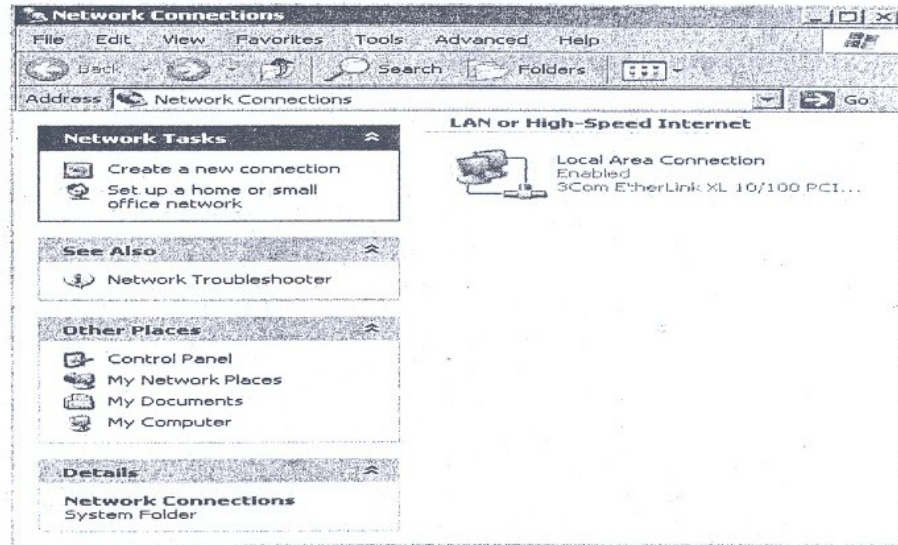 Network Connections
File Edit View Favorites Tools Advanced Help
Back Search Folders
Address Network Connections Go
Network Tasks
Create a new connection
Set up a home or small
office network
See Also
Network Troubleshooter
Other Places
Control Panel
My Network Places
My Documents
My Computer
Details
Network Connections
System Folder
LAN or High-Speed Internet
Local Area Connection
Enabled
3Com EtherLink XL 10/100 PCI...